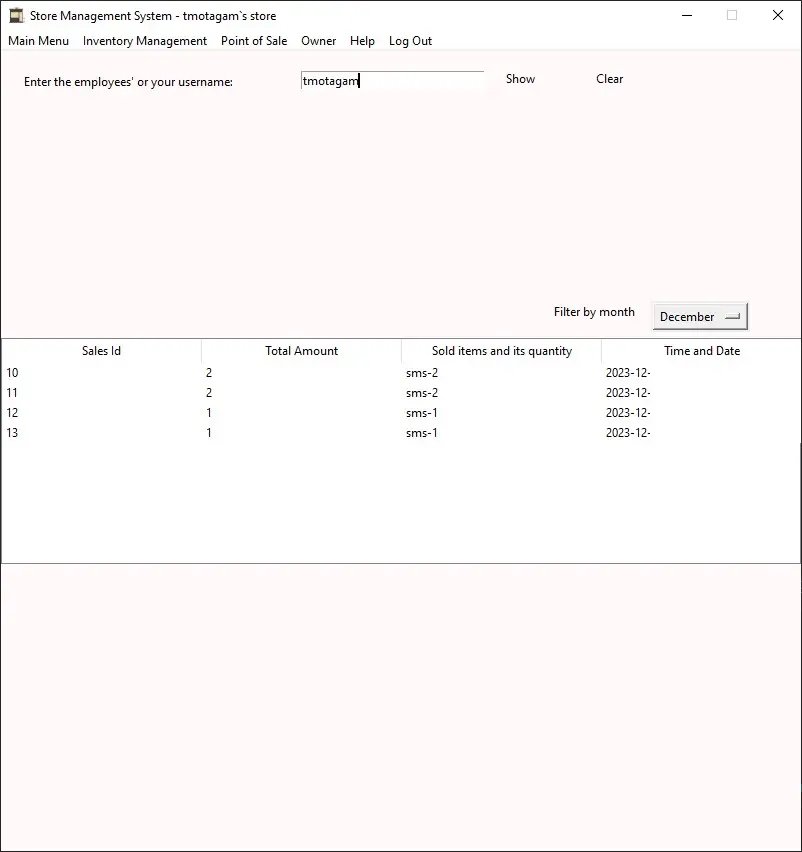 Store Management System - tmotagam`s store
Main Menu Inventory Management Point of Sale Owner Help Log Out
Enter the employees' or your username: tmotagam Show Clear
Filter by month December
Sales Id Total Amount Sold items and its quantity Time and Date
10 2 sms-2 2023-12-
11 2 sms-2 2023-12-
12 1 sms-1 2023-12-
13 1 sms-1 2023-12-